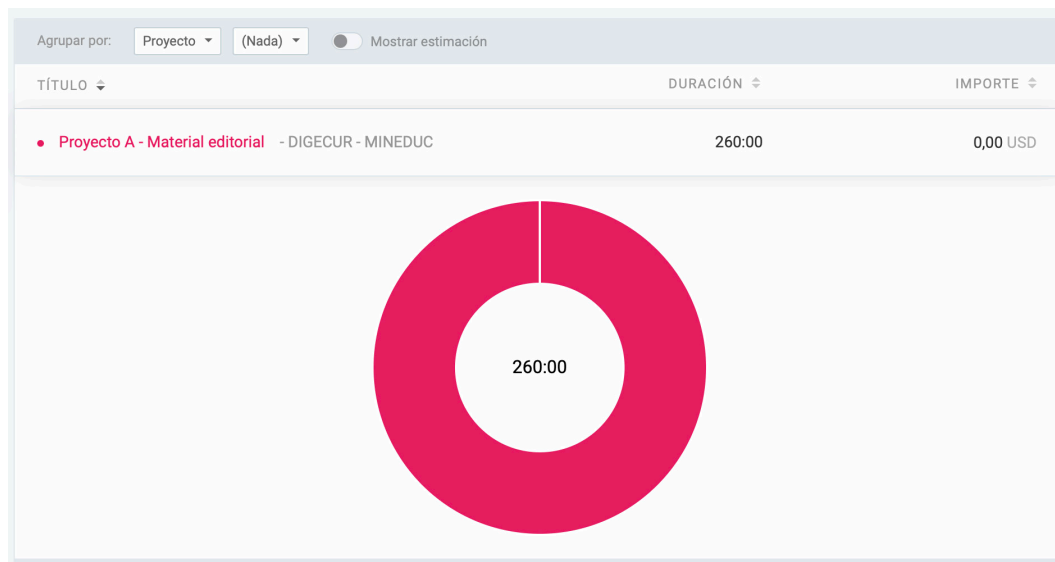 Agrupar por: Proyecto (Nada) Mostrar estimación
TÍTULO DURACIÓN IMPORTE
Proyecto A - Material editorial - DIGECUR - MINEDUC 260:00 0,00 USD
260:00